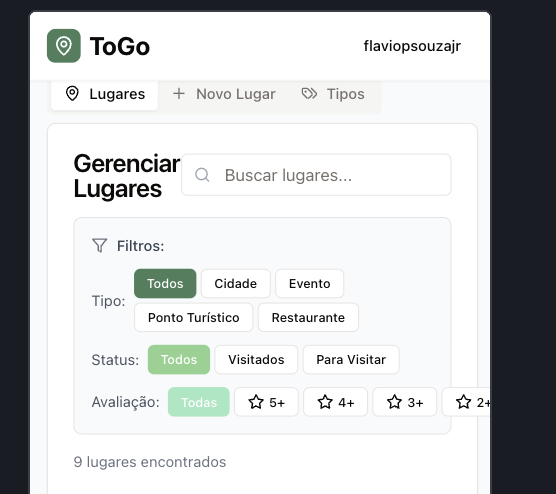 ToGo
flaviopsouzajr
Lugares
Novo Lugar
Tipos
Gerenciar
Lugares
Buscar lugares...
Filtros:
Tipo:
Todos
Cidade
Evento
Ponto Turístico
Restaurante
Status:
Todos
Visitados
Para Visitar
Avaliação:
Todas
5+
4+
3+
2+
9 lugares encontrados